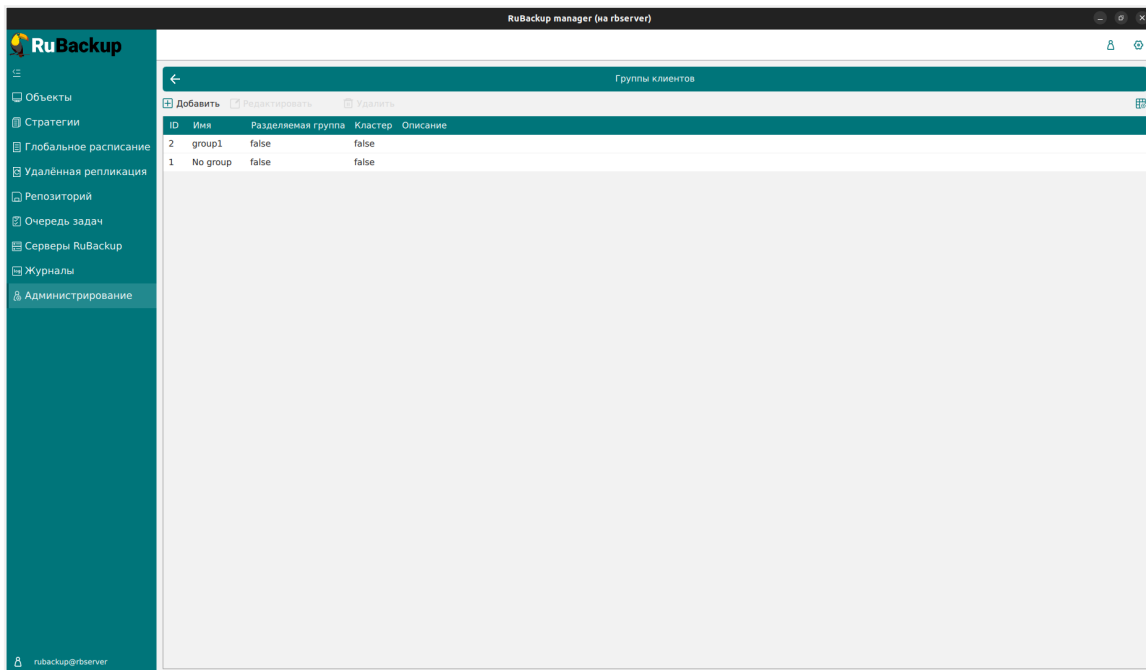 RuBackup manager (на rbserver)
RuBackup
Объекты
Стратегии
Глобальное расписание
Удалённая репликация
Репозиторий
Очередь задач
Серверы RuBackup
Журналы
Администрирование
rubackup@rbserver
Группы клиентов
Добавить Редактировать Удалить
ID Имя Разделяемая группа Кластер Описание
2 group1 false false
1 No group false false